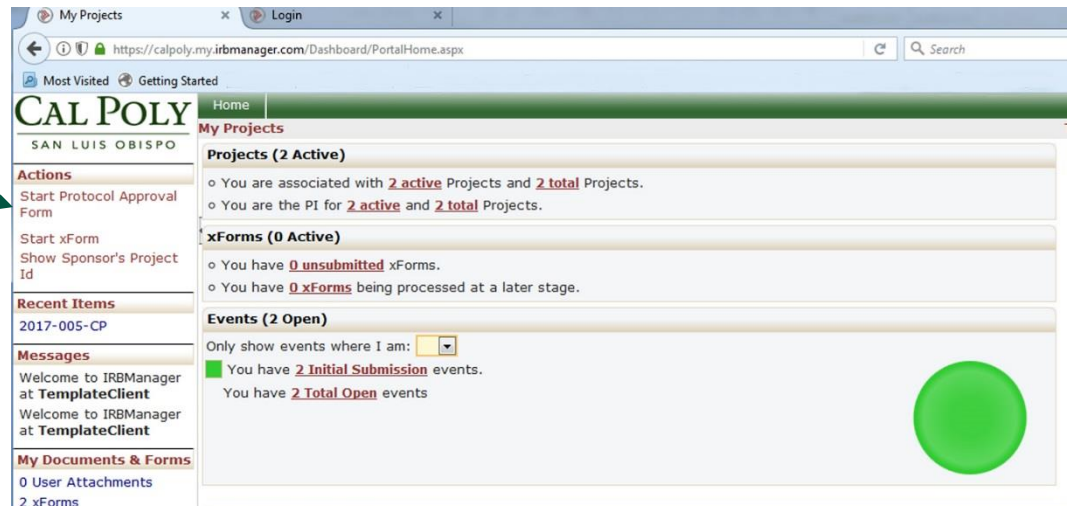 My Projects
Login
https://calpoly.my.irbmanager.com/Dashboard/PortalHome.aspx
Search
Most Visited Getting Started
CAL POLY
SAN LUIS OBISPO
Actions
Start Protocol Approval
Form
Start xForm
Show Sponsor's Project
Id
Recent Items
2017-005-CP
Messages
Welcome to IRBManager
at TemplateClient
Welcome to IRBManager
at TemplateClient
My Documents & Forms
0 User Attachments
2 xForms
Home
My Projects
Projects (2 Active)
You are associated with 2 active Projects and 2 total Projects.
You are the PI for 2 active and 2 total Projects.
xForms (0 Active)
You have 0 unsubmitted xForms.
You have 0 xForms being processed at a later stage.
Events (2 Open)
Only show events where I am:
You have 2 Initial Submission events.
You have 2 Total Open events